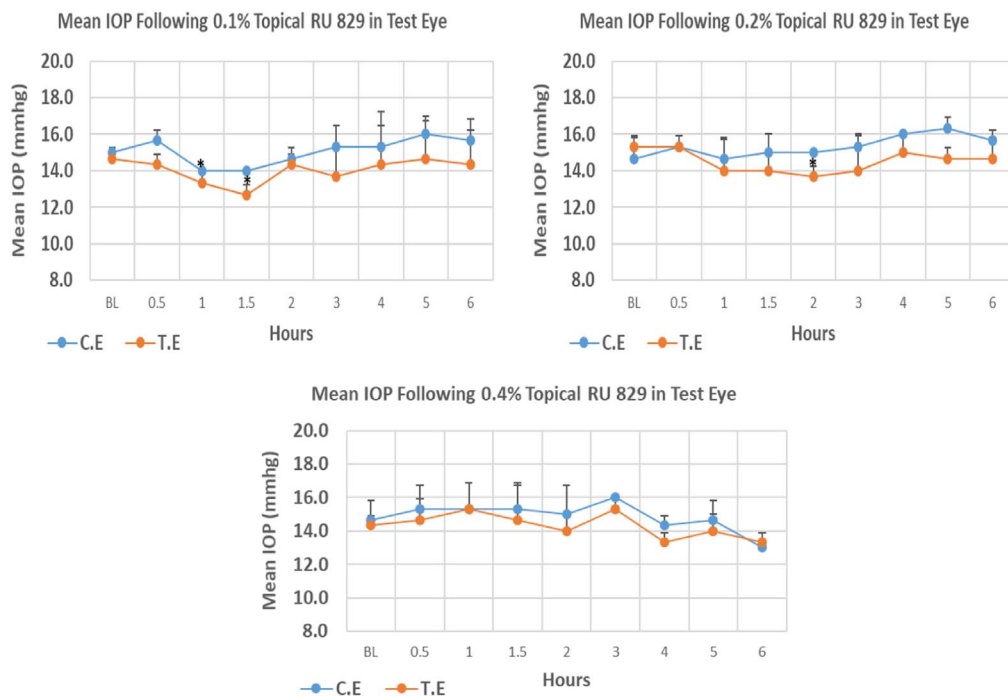 Mean IOP Following 0.1% Topical RU 829 in Test Eye
Mean IOP (mmhg)
20.0
18.0
16.0
14.0
12.0
10.0
8.0
*
*
BL 0.5 1 1.5 2 3 4 5 6
Hours
C.E T.E
Mean IOP Following 0.2% Topical RU 829 in Test Eye
Mean IOP (mmhg)
20.0
18.0
16.0
14.0
12.0
10.0
8.0
*
BL 0.5 1 1.5 2 3 4 5 6
Hours
C.E T.E
Mean IOP Following 0.4% Topical RU 829 in Test Eye
Mean IOP (mmhg)
20.0
18.0
16.0
14.0
12.0
10.0
8.0
BL 0.5 1 1.5 2 3 4 5 6
Hours
C.E T.E